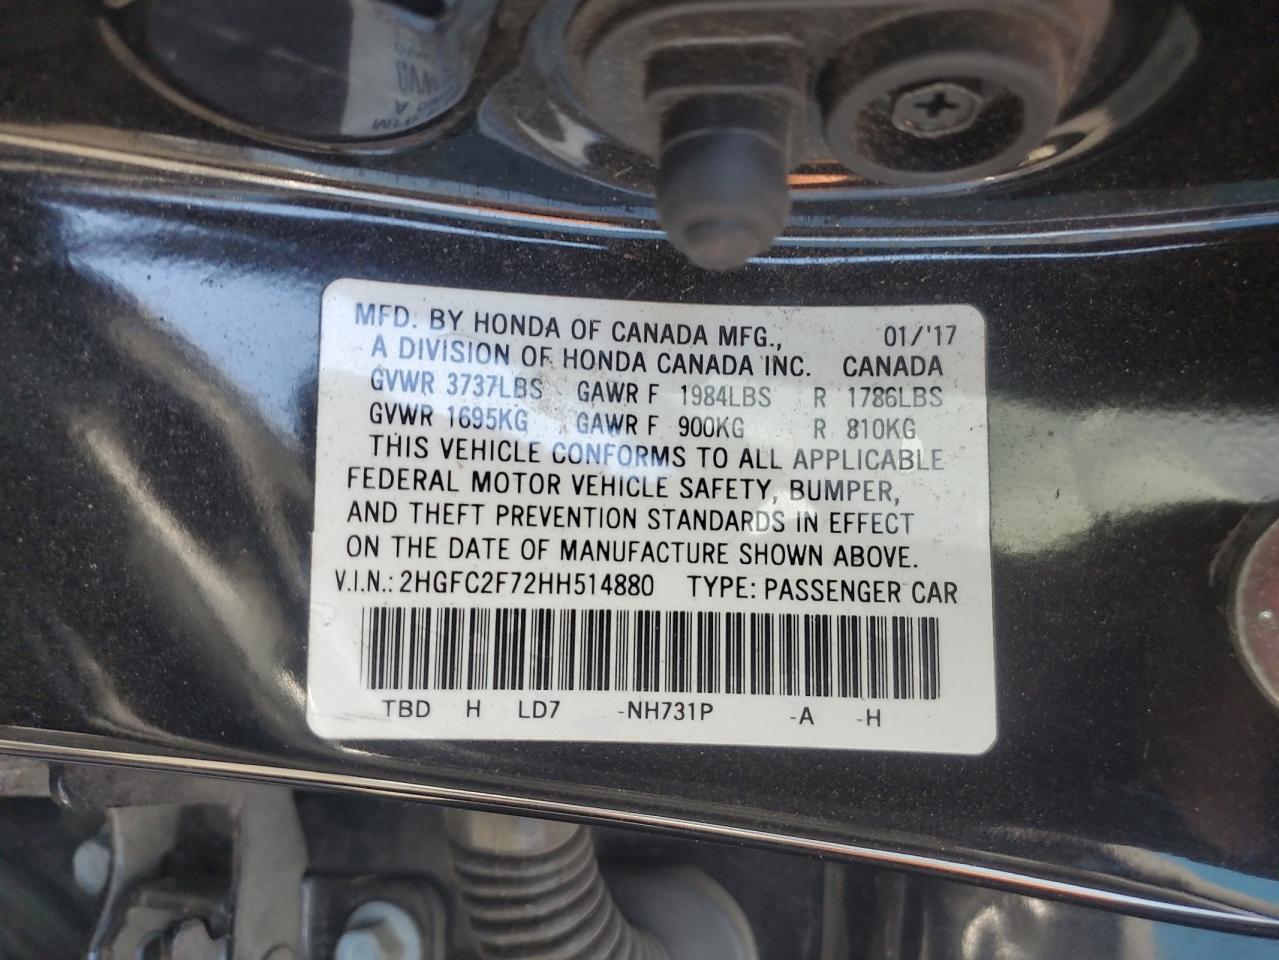 MFD. BY HONDA OF CANADA MFG., 01/'17
A DIVISION OF HONDA CANADA INC. CANADA
GVWR 3737LBS GAWR F 1984LBS R 1786LBS
GVWR 1695KG GAWR F 900KG R 810KG
THIS VEHICLE CONFORMS TO ALL APPLICABLE
FEDERAL MOTOR VEHICLE SAFETY, BUMPER,
AND THEFT PREVENTION STANDARDS IN EFFECT
ON THE DATE OF MANUFACTURE SHOWN ABOVE.
V.I.N.: 2HGFC2F72HH514880 TYPE: PASSENGER CAR
TBD H LD7 -NH731P -A -H